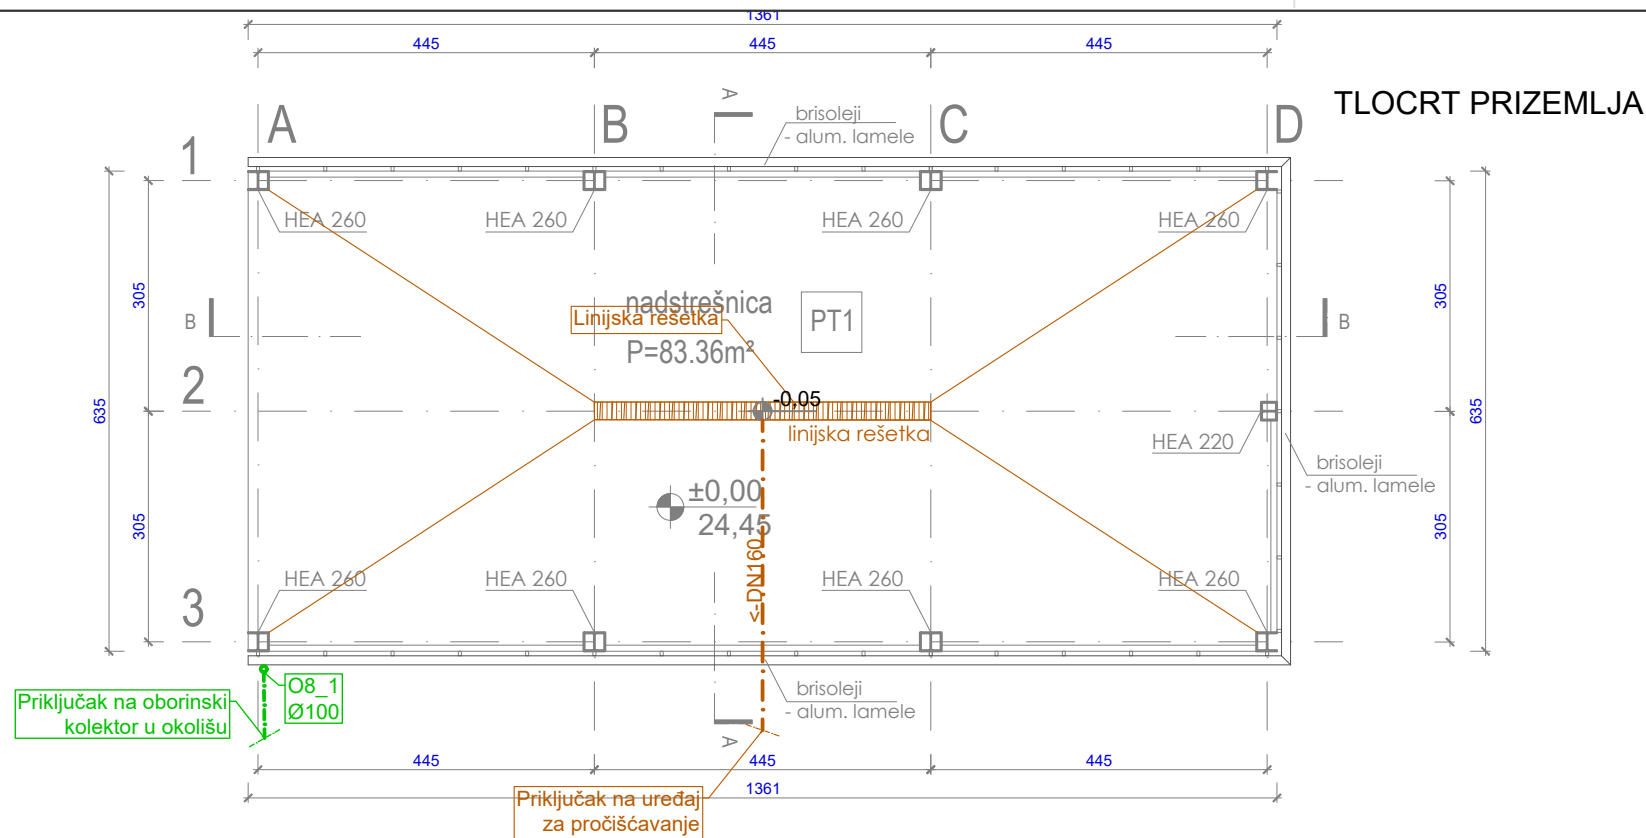 1361
445
445
445
TLOCRT PRIZEMLJA
A
B
A
C
D
brisoleji
- alum. lamele
1
HEA 260
HEA 260
HEA 260
HEA 260
305
305
nadstrešnica
PT1
Linijska rešetka
P=83.36m²
B
B
2
-0,05
635
635
linijska rešetka
HEA 220
brisoleji
- alum. lamele
±0,00
24,45
305
305
<-DN160
HEA 260
HEA 260
HEA 260
HEA 260
3
O8_1
Ø100
Priključak na oborinski
kolektor u okolišu
brisoleji
- alum. lamele
A
445
445
445
1361
Priključak na uređaj
za pročišćavanje